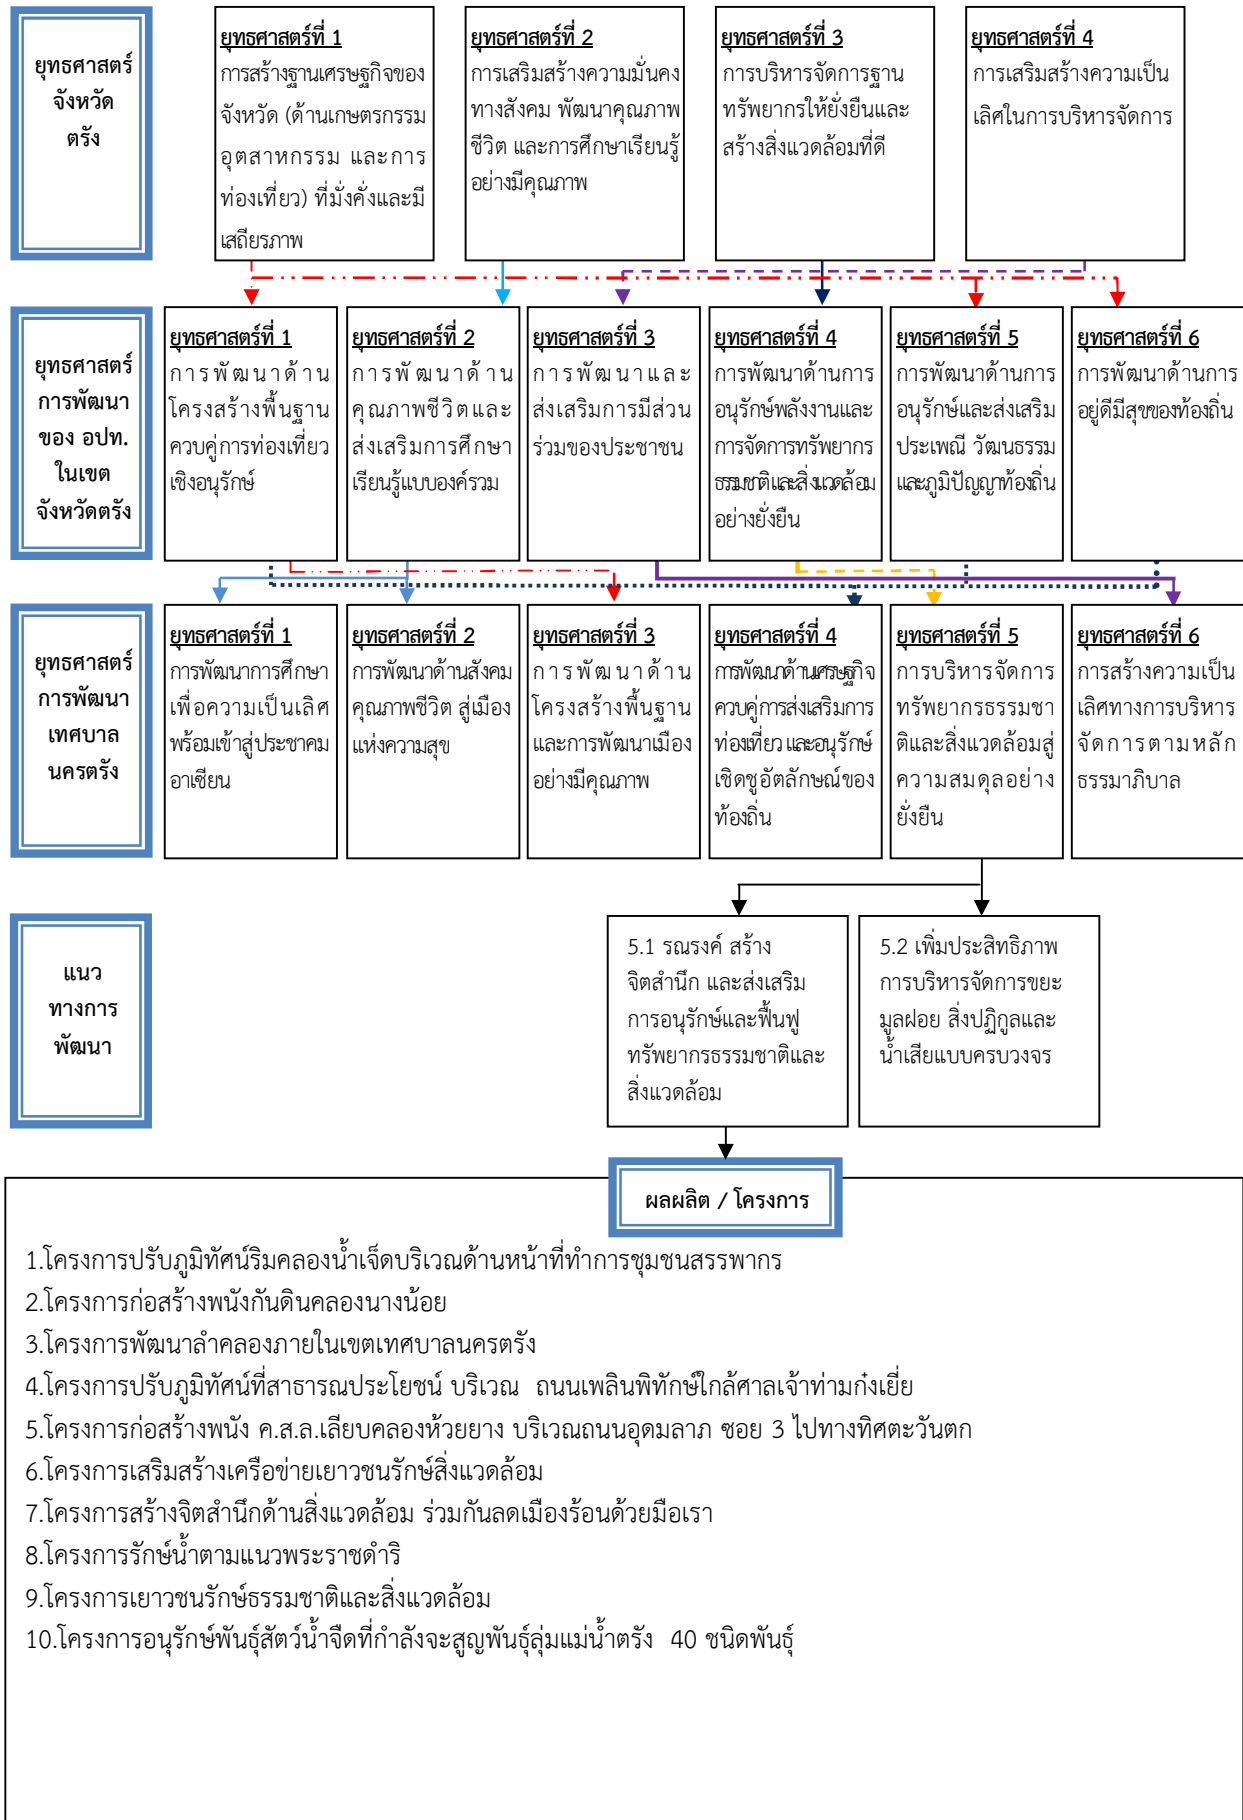 ยุทธศาสตร์
จังหวัด
ตรัง
ยุทธศาสตร์ที่ 1
การสร้างฐานเศรษฐกิจของ
จังหวัด (ด้านเกษตรกรรม
อุตสาหกรรม และการ
ท่องเที่ยว) ที่มั่งคั่งและมี
เสถียรภาพ
ยุทธศาสตร์ที่ 2
การเสริมสร้างความมั่นคง
ทางสังคม พัฒนาคุณภาพ
ชีวิต และการศึกษาเรียนรู้
อย่างมีคุณภาพ
ยุทธศาสตร์ที่ 3
การบริหารจัดการฐาน
ทรัพยากรให้ยั่งยืนและ
สร้างสิ่งแวดล้อมที่ดี
ยุทธศาสตร์ที่ 4
การเสริมสร้างความเป็น
เลิศในการบริหารจัดการ
ยุทธศาสตร์
การพัฒนา
ของ อปท.
ในเขต
จังหวัดตรัง
ยุทธศาสตร์ที่ 1
การพัฒนาด้าน
โครงสร้างพื้นฐาน
ควบคู่การท่องเที่ยว
เชิงอนุรักษ์
ยุทธศาสตร์ที่ 2
การพัฒนาด้าน
คุณภาพชีวิตและ
ส่งเสริมการศึกษา
เรียนรู้แบบองค์รวม
ยุทธศาสตร์ที่ 3
การพัฒนาและ
ส่งเสริมการมีส่วน
ร่วมของประชาชน
ยุทธศาสตร์ที่ 4
การพัฒนาด้านการ
อนุรักษ์พลังงานและ
การจัดการทรัพยากร
ธรรมชาติและสิ่งแวดล้อม
อย่างยั่งยืน
ยุทธศาสตร์ที่ 5
การพัฒนาด้านการ
อนุรักษ์และส่งเสริม
ประเพณี วัฒนธรรม
และภูมิปัญญาท้องถิ่น
ยุทธศาสตร์ที่ 6
การพัฒนาด้านการ
อยู่ดีมีสุขของท้องถิ่น
ยุทธศาสตร์
การพัฒนา
เทศบาล
นครตรัง
ยุทธศาสตร์ที่ 1
การพัฒนาการศึกษา
เพื่อความเป็นเลิศ
พร้อมเข้าสู่ประชาคม
อาเซียน
ยุทธศาสตร์ที่ 2
การพัฒนาด้านสังคม
คุณภาพชีวิต สู่เมือง
แห่งความสุข
ยุทธศาสตร์ที่ 3
การพัฒนาด้าน
โครงสร้างพื้นฐาน
และการพัฒนาเมือง
อย่างมีคุณภาพ
ยุทธศาสตร์ที่ 4
การพัฒนาด้านเศรษฐกิจ
ควบคู่การส่งเสริมการ
ท่องเที่ยว และอนุรักษ์
เชิดชูอัตลักษณ์ของ
ท้องถิ่น
ยุทธศาสตร์ที่ 5
การบริหารจัดการ
ทรัพยากรธรรมชา
ติและสิ่งแวดล้อมสู่
ความสมดุลอย่าง
ยั่งยืน
ยุทธศาสตร์ที่ 6
การสร้างความเป็น
เลิศทางการบริหาร
จัดการตามหลัก
ธรรมาภิบาล
แนว
ทางการ
พัฒนา
5.1 รณรงค์ สร้าง
จิตสำนึก และส่งเสริม
การอนุรักษ์และฟื้นฟู
ทรัพยากรธรรมชาติและ
สิ่งแวดล้อม
5.2 เพิ่มประสิทธิภาพ
การบริหารจัดการขยะ
มูลฝอย สิ่งปฏิกูลและ
น้ำเสียแบบครบวงจร
ผลผลิต / โครงการ
1.โครงการปรับภูมิทัศน์ริมคลองน้ำเจ็ดบริเวณด้านหน้าที่ทำการชุมชนสรรพากร
2.โครงการก่อสร้างพนังกันดินคลองนางน้อย
3.โครงการพัฒนาลำคลองภายในเขตเทศบาลนครตรัง
4.โครงการปรับภูมิทัศน์ที่สาธารณประโยชน์ บริเวณ ถนนเพลินพิทักษ์ใกล้ศาลเจ้าท่ามก๋งเยี่ย
5.โครงการก่อสร้างพนัง ค.ส.ล.เลียบคลองห้วยยาง บริเวณถนนอุดมลาภ ซอย 3 ไปทางทิศตะวันตก
6.โครงการเสริมสร้างเครือข่ายเยาวชนรักษ์สิ่งแวดล้อม
7.โครงการสร้างจิตสำนึกด้านสิ่งแวดล้อม ร่วมกันลดเมืองร้อนด้วยมือเรา
8.โครงการรักษ์น้ำตามแนวพระราชดำริ
9.โครงการเยาวชนรักษ์ธรรมชาติและสิ่งแวดล้อม
10.โครงการอนุรักษ์พันธุ์สัตว์น้ำจืดที่กำลังจะสูญพันธุ์ลุ่มแม่น้ำตรัง 40 ชนิดพันธุ์